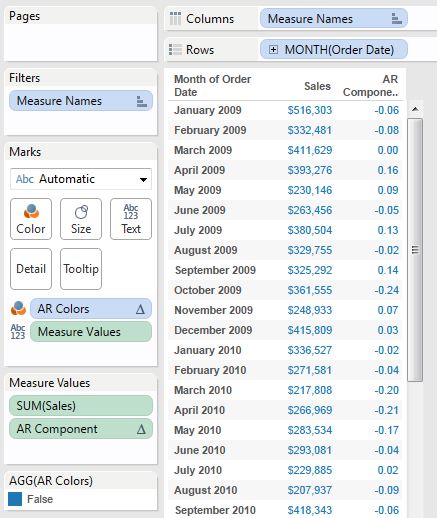 Pages
Columns
Measure Names
Rows
MONTH(Order Date)
Filters
Measure Names
Marks
Abc Automatic
Color
Size
Abc
123
Text
Detail
Tooltip
AR Colors Δ
Abc
123
Measure Values
Measure Values
SUM(Sales)
AR Component Δ
AGG(AR Colors)
False
Month of Order
Date
Sales
AR
Compone..
January 2009 $516,303 -0.06
February 2009 $332,481 -0.08
March 2009 $411,629 0.00
April 2009 $393,276 0.16
May 2009 $230,146 0.09
June 2009 $263,456 -0.05
July 2009 $380,504 0.13
August 2009 $329,755 -0.02
September 2009 $325,292 0.14
October 2009 $361,555 -0.24
November 2009 $248,933 0.07
December 2009 $415,809 0.03
January 2010 $336,527 -0.02
February 2010 $271,581 -0.04
March 2010 $217,808 -0.20
April 2010 $266,969 -0.21
May 2010 $283,534 -0.17
June 2010 $293,081 -0.04
July 2010 $229,885 0.02
August 2010 $207,937 -0.09
September 2010 $418,343 -0.06